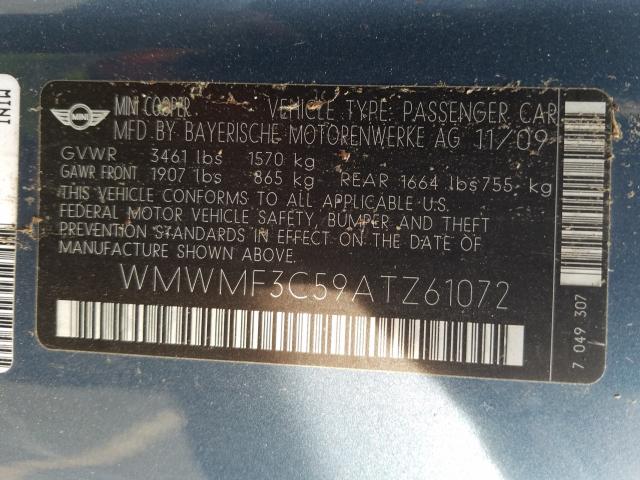 MINI
MINI COOPER VEHICLE TYPE: PASSENGER CAR
MFD BY BAYERISCHE MOTORENWERKE AG 11/09
GVWR 3461 lbs 1570 kg
GAWR FRONT 1907 lbs 865 kg REAR 1664 lbs 755 kg
THIS VEHICLE CONFORMS TO ALL APPLICABLE U.S.
FEDERAL MOTOR VEHICLE SAFETY, BUMPER AND THEFT
PREVENTION STANDARDS IN EFFECT ON THE DATE OF
MANUFACTURE SHOWN ABOVE.
WMWMF3C59ATZ61072
7 049 307
MINI